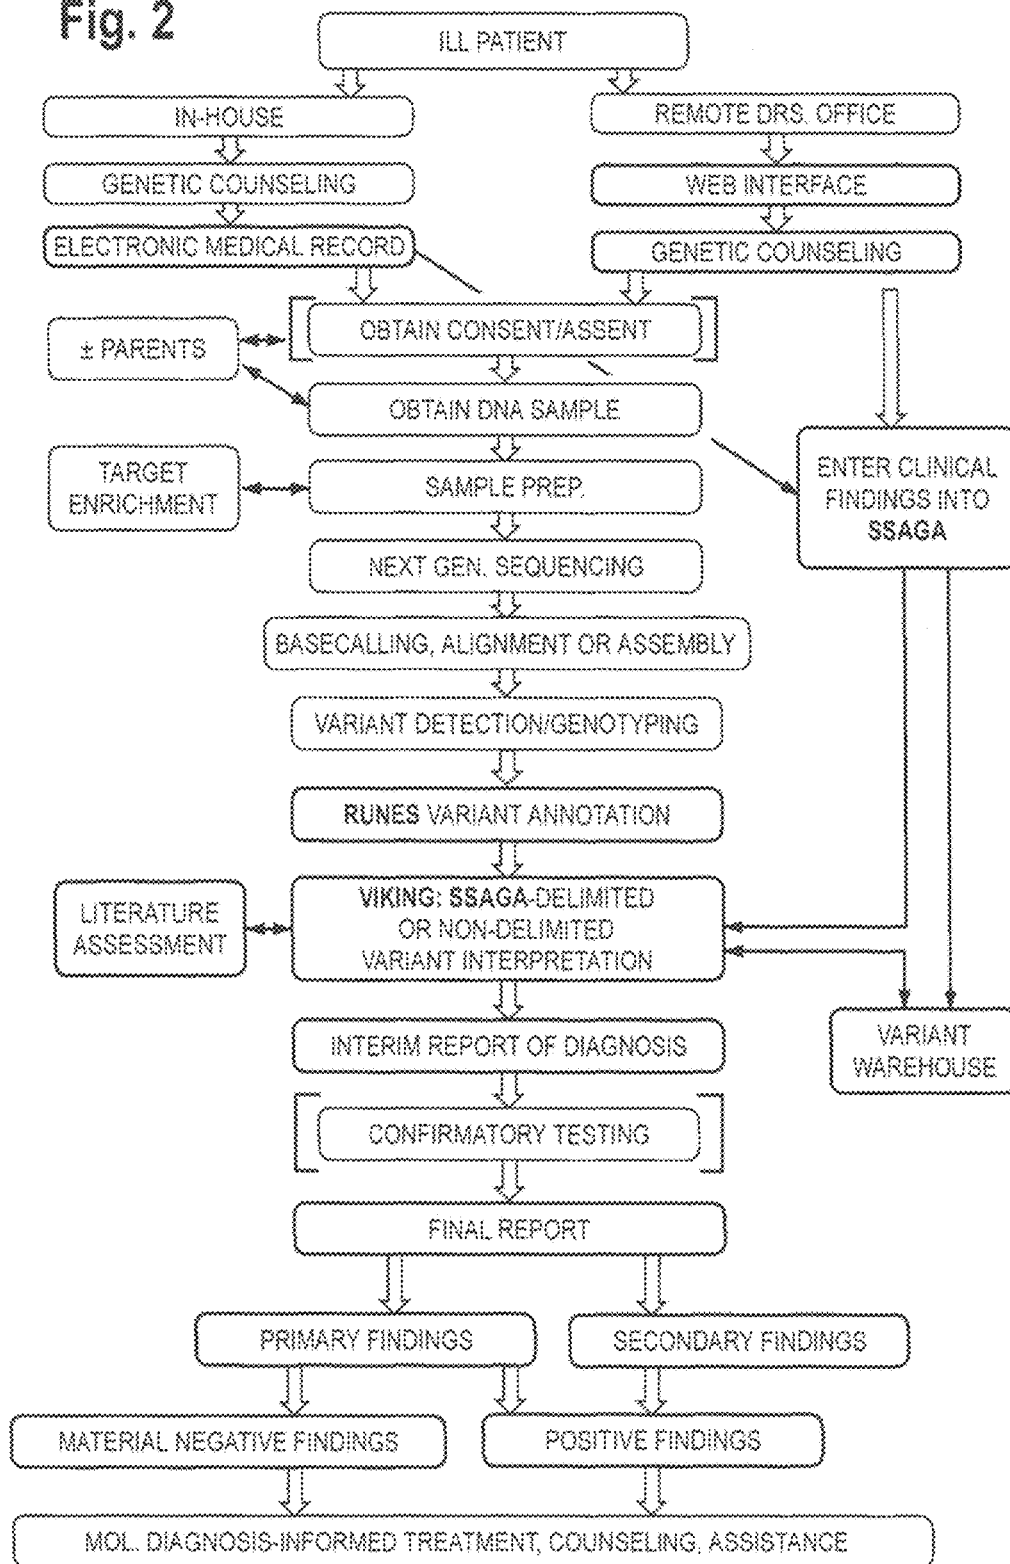 Fig. 2
ILL PATIENT
IN-HOUSE
REMOTE DRS. OFFICE
GENETIC COUNSELING
WEB INTERFACE
ELECTRONIC MEDICAL RECORD
GENETIC COUNSELING
OBTAIN CONSENT/ASSENT
± PARENTS
OBTAIN DNA SAMPLE
TARGET
ENRICHMENT
SAMPLE PREP.
ENTER CLINICAL
FINDINGS INTO
SSAGA
NEXT GEN. SEQUENCING
BASECALLING, ALIGNMENT OR ASSEMBLY
VARIANT DETECTION/GENOTYPING
RUNES VARIANT ANNOTATION
LITERATURE
ASSESSMENT
VIKING: SSAGA-DELIMITED
OR NON-DELIMITED
VARIANT INTERPRETATION
INTERIM REPORT OF DIAGNOSIS
VARIANT
WAREHOUSE
CONFIRMATORY TESTING
FINAL REPORT
PRIMARY FINDINGS
SECONDARY FINDINGS
MATERIAL NEGATIVE FINDINGS
POSITIVE FINDINGS
MOL. DIAGNOSIS-INFORMED TREATMENT, COUNSELING, ASSISTANCE